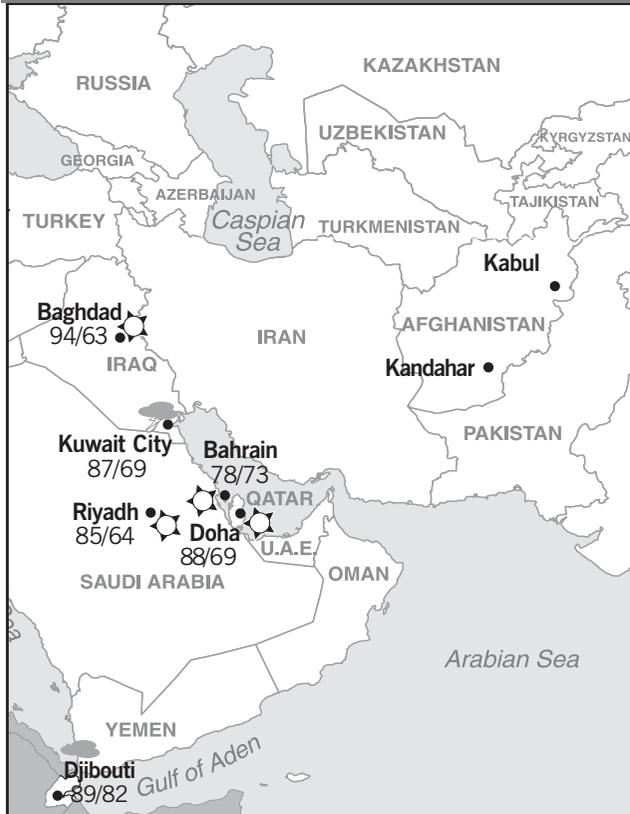 KAZAKHSTAN
RUSSIA
UZBEKISTAN
KYRGYZSTAN
GEORGIA
AZERBAIJAN
TAJIKISTAN
TURKEY
Caspian
Sea
TURKMENISTAN
Kabul
Baghdad
94/63
IRAQ
IRAN
AFGHANISTAN
Kandahar
Kuwait City
87/69
Bahrain
78/73
PAKISTAN
QATAR
Riyadh
85/64
Doha
88/69
U.A.E.
OMAN
SAUDI ARABIA
Arabian Sea
YEMEN
Djibouti
89/82
Gulf of Aden